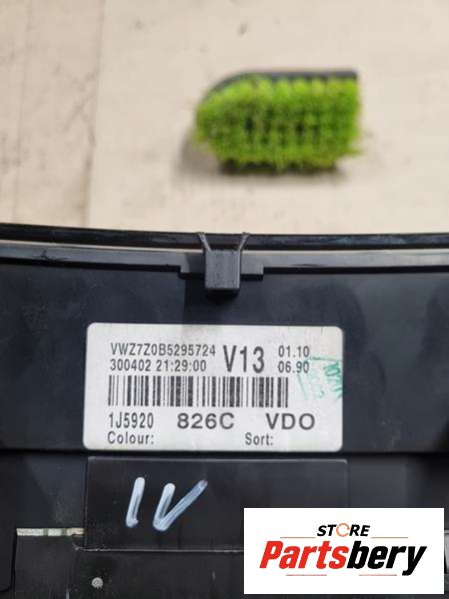 VWZ7Z0B5295724 V13 01.10
300402 21:29:00 06.90
1J5920 826C VDO
Colour: Sort:
IV
STORE
Partsbery